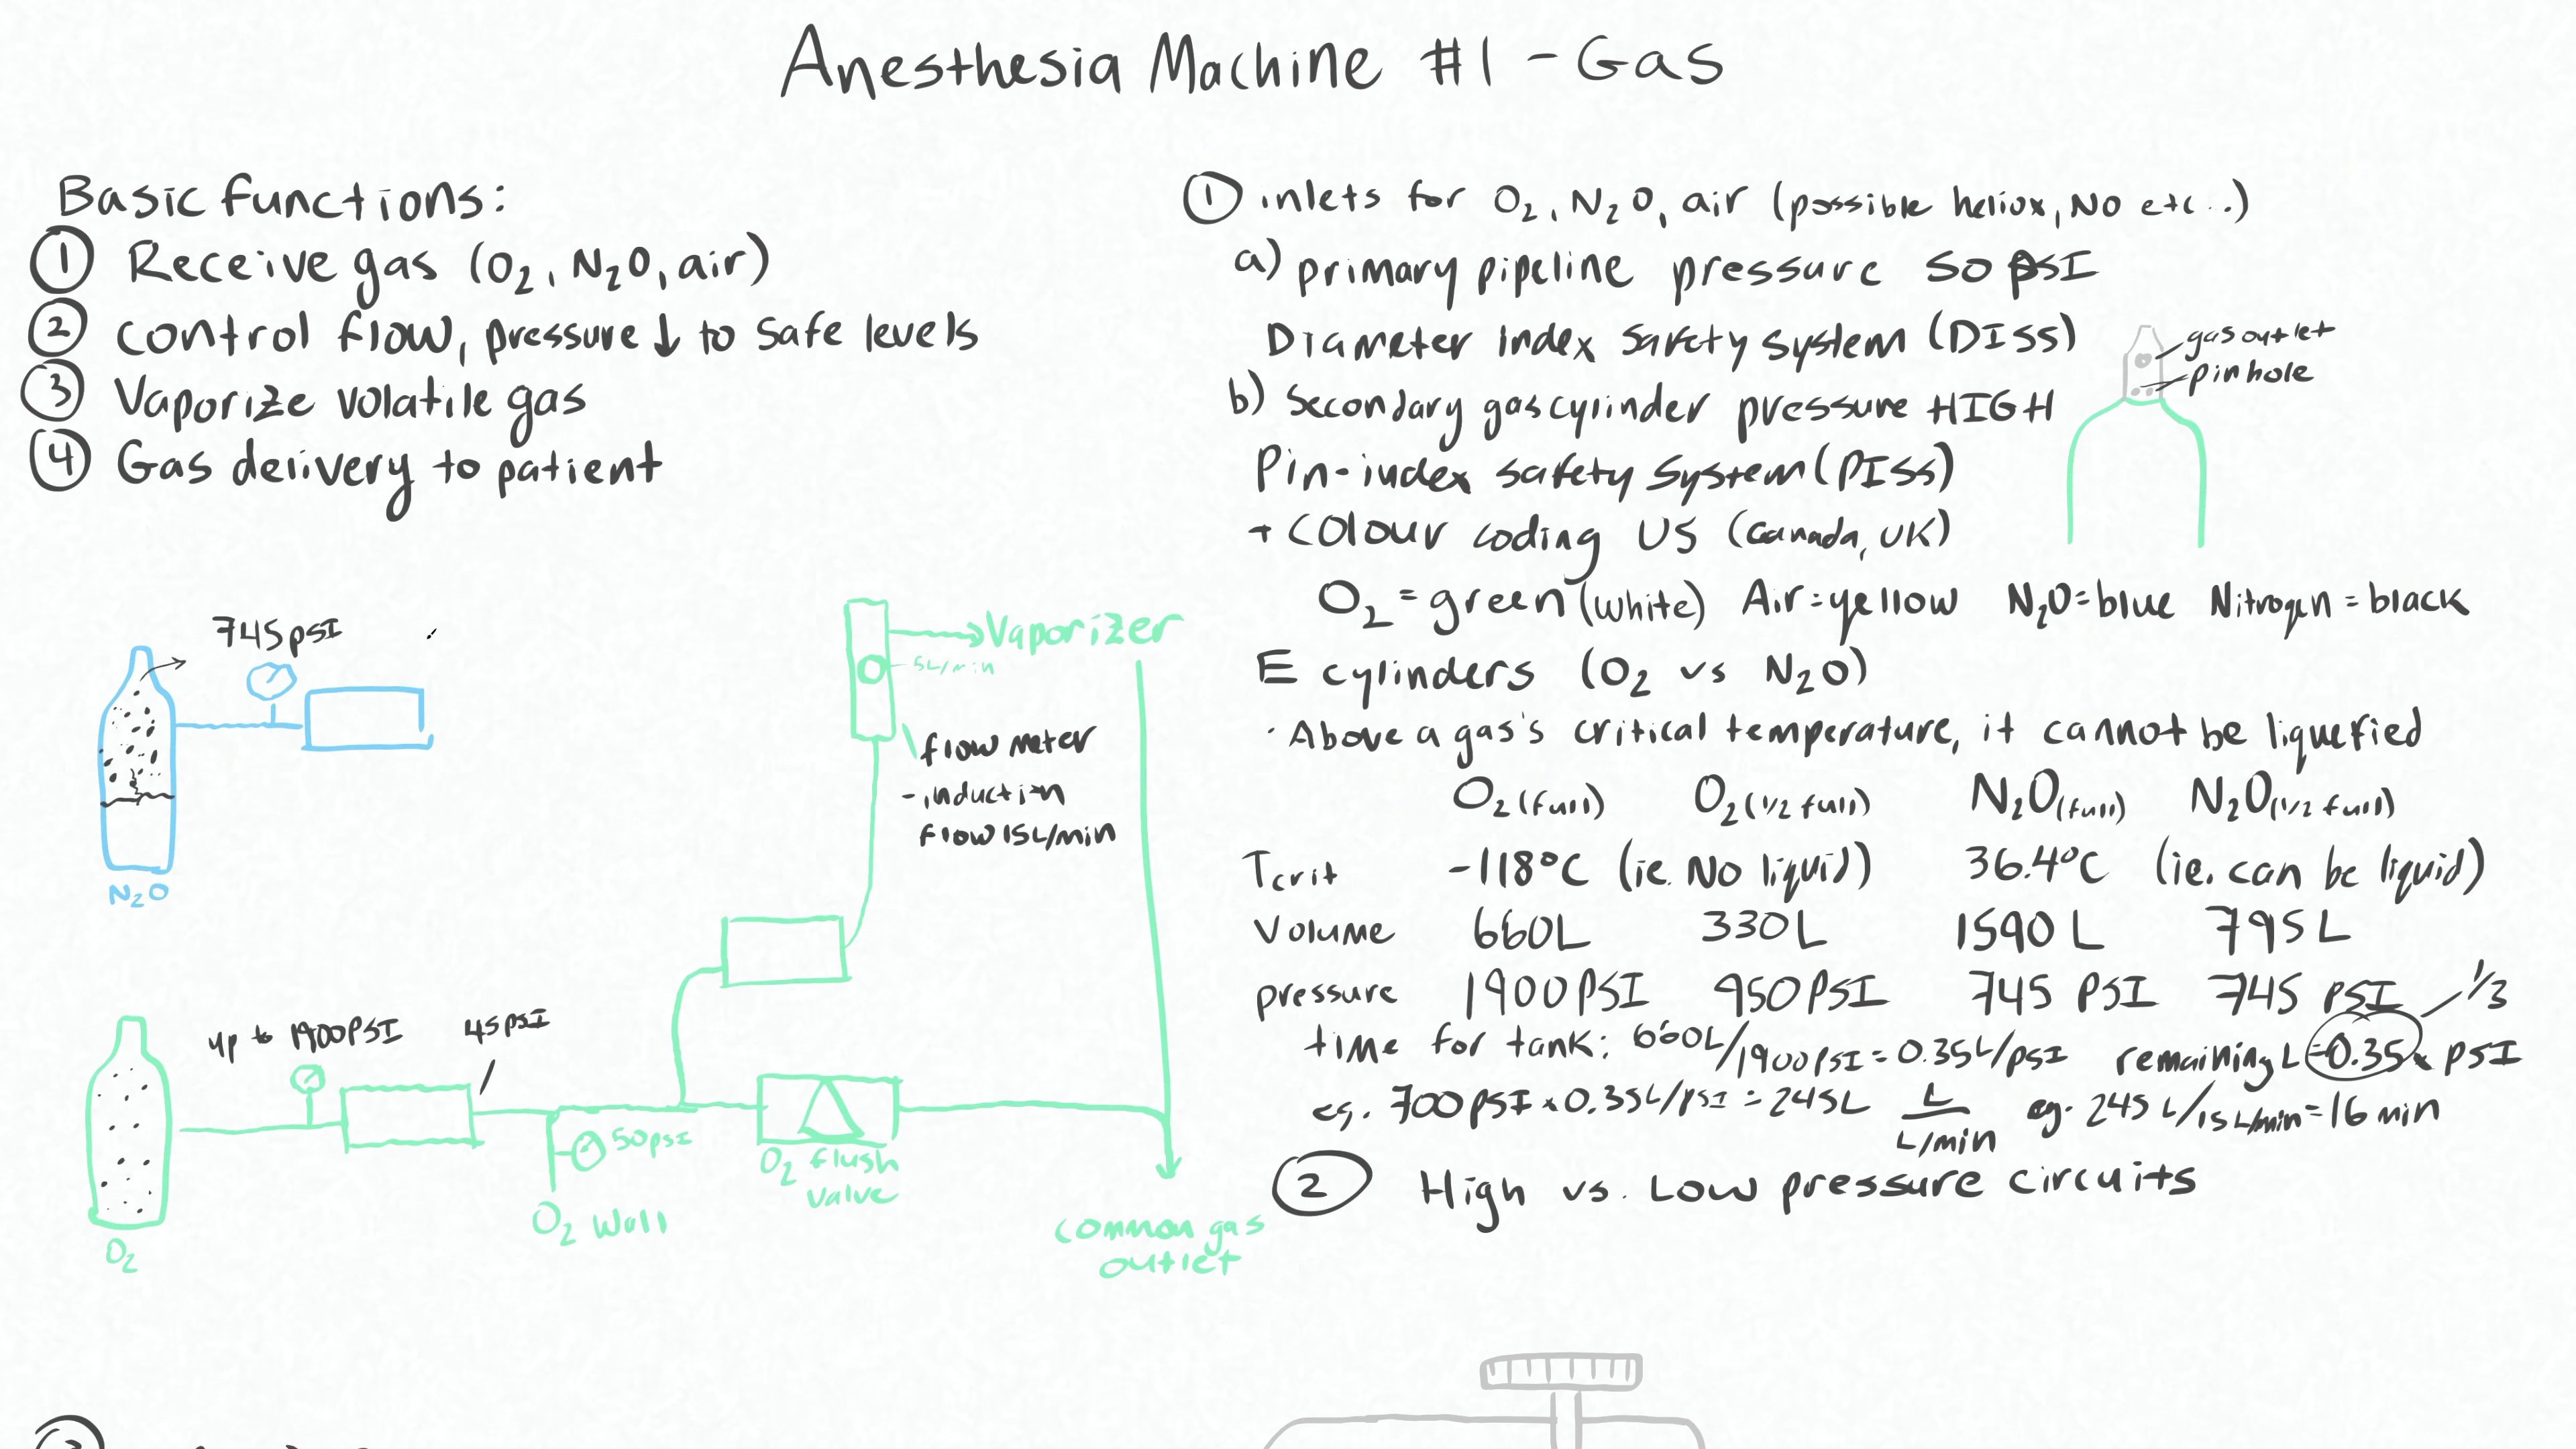 Anesthesia Machine #1 - Gas
Basic functions:
① Receive gas (O₂, N₂O, air)
② control flow, pressure ↓ to safe levels
③ Vaporize volatile gas
④ Gas delivery to patient
745 psI
N₂O
Vaporizer
5L/min
flow meter
- induction
flow 15L/min
up to 1900 PSI
45 psI
O₂
50psI
O₂ Wall
O₂ flush
valve
common gas
outlet
① inlets for O₂, N₂O, air (possible heliox, NO etc..)
a) primary pipeline pressure 50 PSI
Diameter Index Safety System (DISS)
gas outlet
pin hole
b) Secondary gas cylinder pressure HIGH
Pin-index safety System (PISS)
+ colour coding US (Canada, UK)
O₂ = green (white) Air = yellow N₂O = blue Nitrogen = black
E cylinders (O₂ vs N₂O)
· Above a gas's critical temperature, it cannot be liquefied
O₂ (full) O₂ (1/2 full) N₂O (full) N₂O (1/2 full)
Tcrit -118°C (ie. No liquid) 36.4°C (ie. can be liquid)
Volume 660L 330L 1590 L 795 L
pressure 1900 PSI 950 PSI 745 PSI 745 PSI 1/3
time for tank: 660L/1900psI = 0.35L/psI remaining L = 0.35 x psI
eg. 700 psI x 0.35L/psI = 245L L/L/min eg. 245 L/15 L/min = 16 min
② High vs. Low pressure circuits